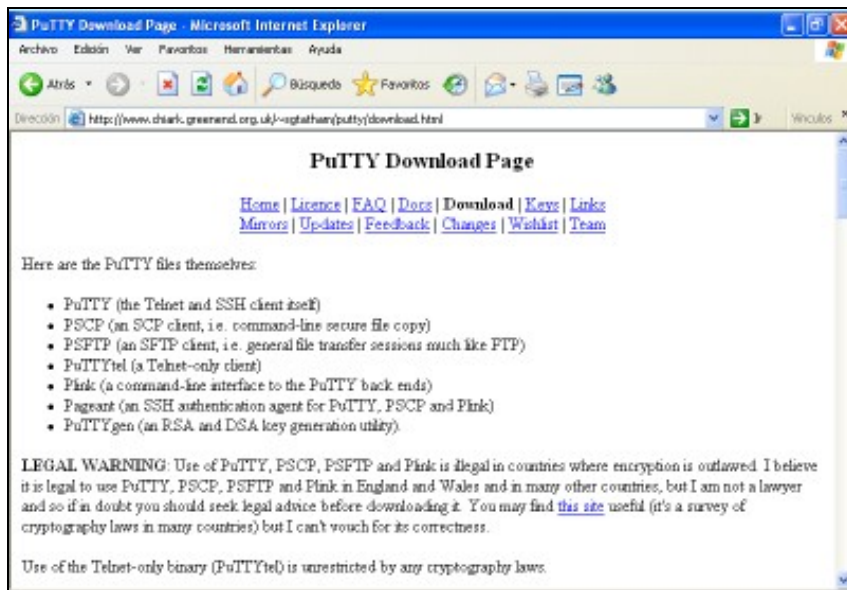 PuTTY Download Page - Microsoft Internet Explorer
Archivo Edición Ver Favoritos Herramientas Ayuda
Atrás Búsqueda Favoritos
Dirección http://www.chiark.greenend.org.uk/~sgtatham/putty/download.html Ir Vínculos »
PuTTY Download Page
Home | Licence | FAQ | Docs | Download | Keys | Links
Mirrors | Updates | Feedback | Changes | Wishlist | Team
Here are the PuTTY files themselves:
• PuTTY (the Telnet and SSH client itself)
• PSCP (an SCP client, i.e. command-line secure file copy)
• PSFTP (an SFTP client, i.e. general file transfer sessions much like FTP)
• PuTTYtel (a Telnet-only client)
• Plink (a command-line interface to the PuTTY back ends)
• Pageant (an SSH authentication agent for PuTTY, PSCP and Plink)
• PuTTYgen (an RSA and DSA key generation utility).
LEGAL WARNING: Use of PuTTY, PSCP, PSFTP and Plink is illegal in countries where encryption is outlawed. I believe
it is legal to use PuTTY, PSCP, PSFTP and Plink in England and Wales and in many other countries, but I am not a lawyer
and so if in doubt you should seek legal advice before downloading it. You may find this site useful (it's a survey of
cryptography laws in many countries) but I can't vouch for its correctness.
Use of the Telnet-only binary (PuTTYtel) is unrestricted by any cryptography laws.